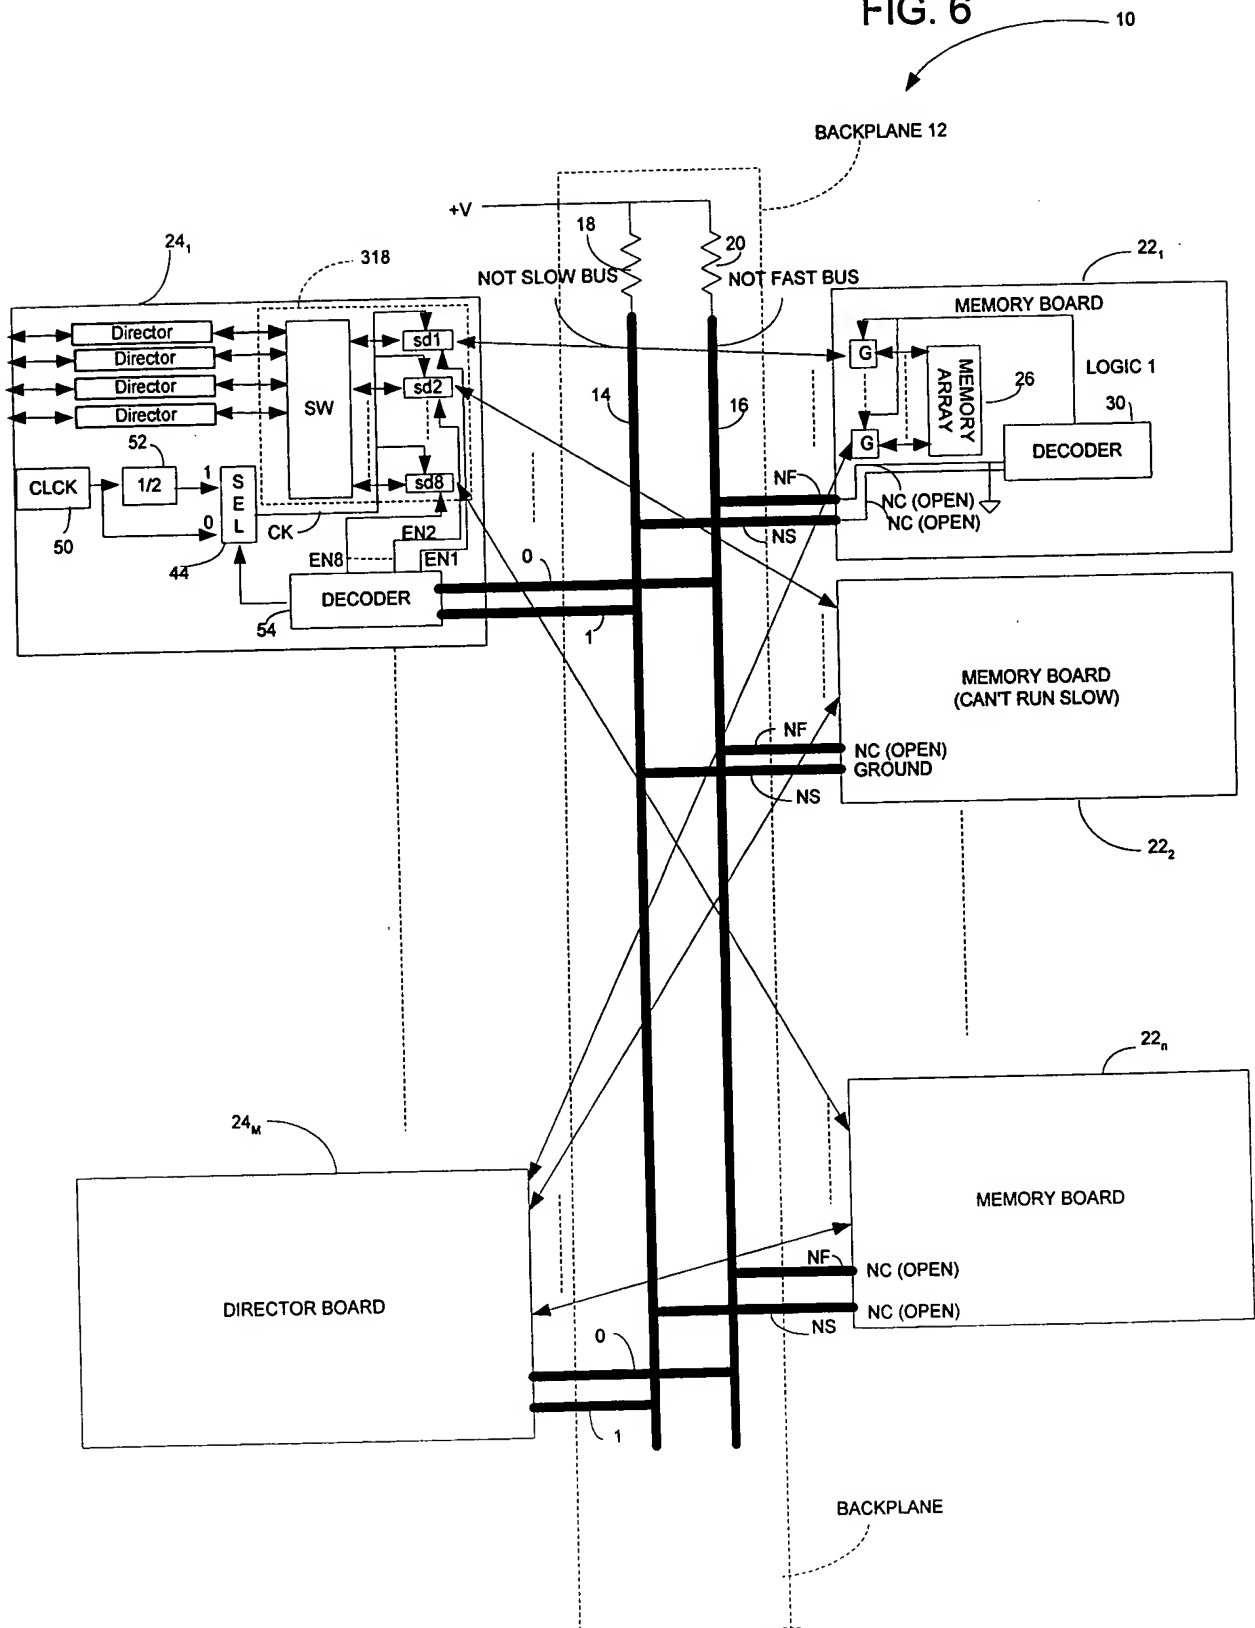 FIG. 6
10
BACKPLANE 12
+V
18
20
NOT SLOW BUS
NOT FAST BUS
24₁
318
22₁
MEMORY BOARD
Director
Director
Director
Director
SW
sd1
sd2
sd8
14
16
G
G
MEMORY ARRAY
26
LOGIC 1
30
DECODER
52
CLCK
1/2
1
0
SEL
50
44
CK
EN8
EN2
EN1
DECODER
54
0
1
NF
NC (OPEN)
NC (OPEN)
NS
MEMORY BOARD
(CAN'T RUN SLOW)
NF
NC (OPEN)
GROUND
NS
22₂
22ₙ
24M
MEMORY BOARD
DIRECTOR BOARD
NF
NC (OPEN)
NC (OPEN)
NS
0
1
BACKPLANE